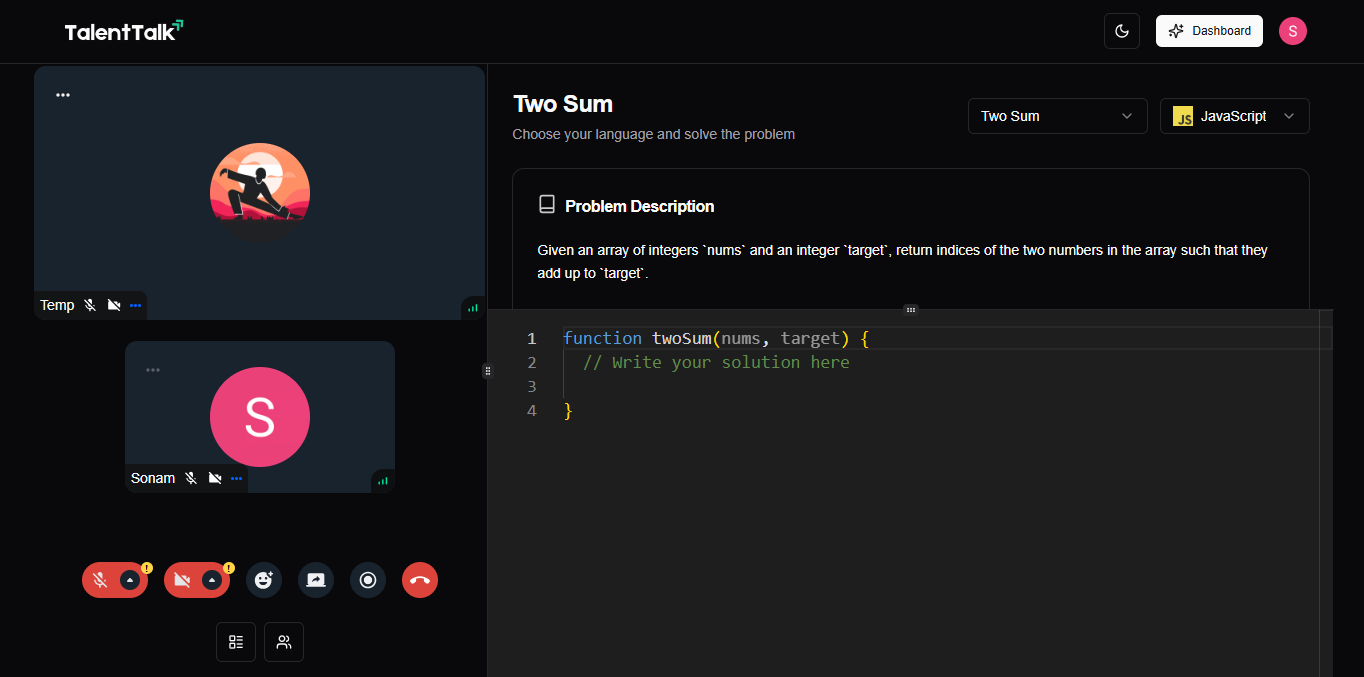 TalentTalk
Dashboard
S
Temp
S
Sonam
!
!
Two Sum
Choose your language and solve the problem
Two Sum
JS
JavaScript
Problem Description
Given an array of integers `nums` and an integer `target`, return indices of the two numbers in the array such that they
add up to `target`.
1 function twoSum(nums, target) {
2 // Write your solution here
3
4 }